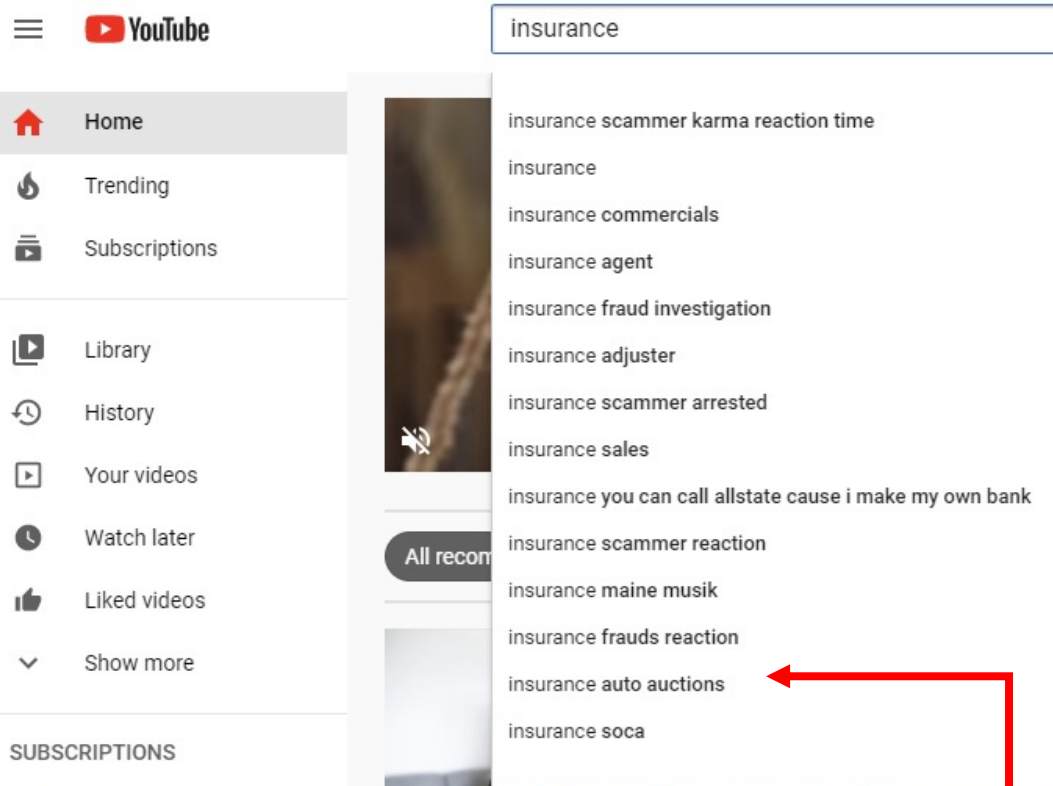 YouTube
insurance
Home
Trending
Subscriptions
Library
History
Your videos
Watch later
Liked videos
Show more
SUBSCRIPTIONS
All recom
insurance scammer karma reaction time
insurance
insurance commercials
insurance agent
insurance fraud investigation
insurance adjuster
insurance scammer arrested
insurance sales
insurance you can call allstate cause i make my own bank
insurance scammer reaction
insurance maine musik
insurance frauds reaction
insurance auto auctions
insurance soca